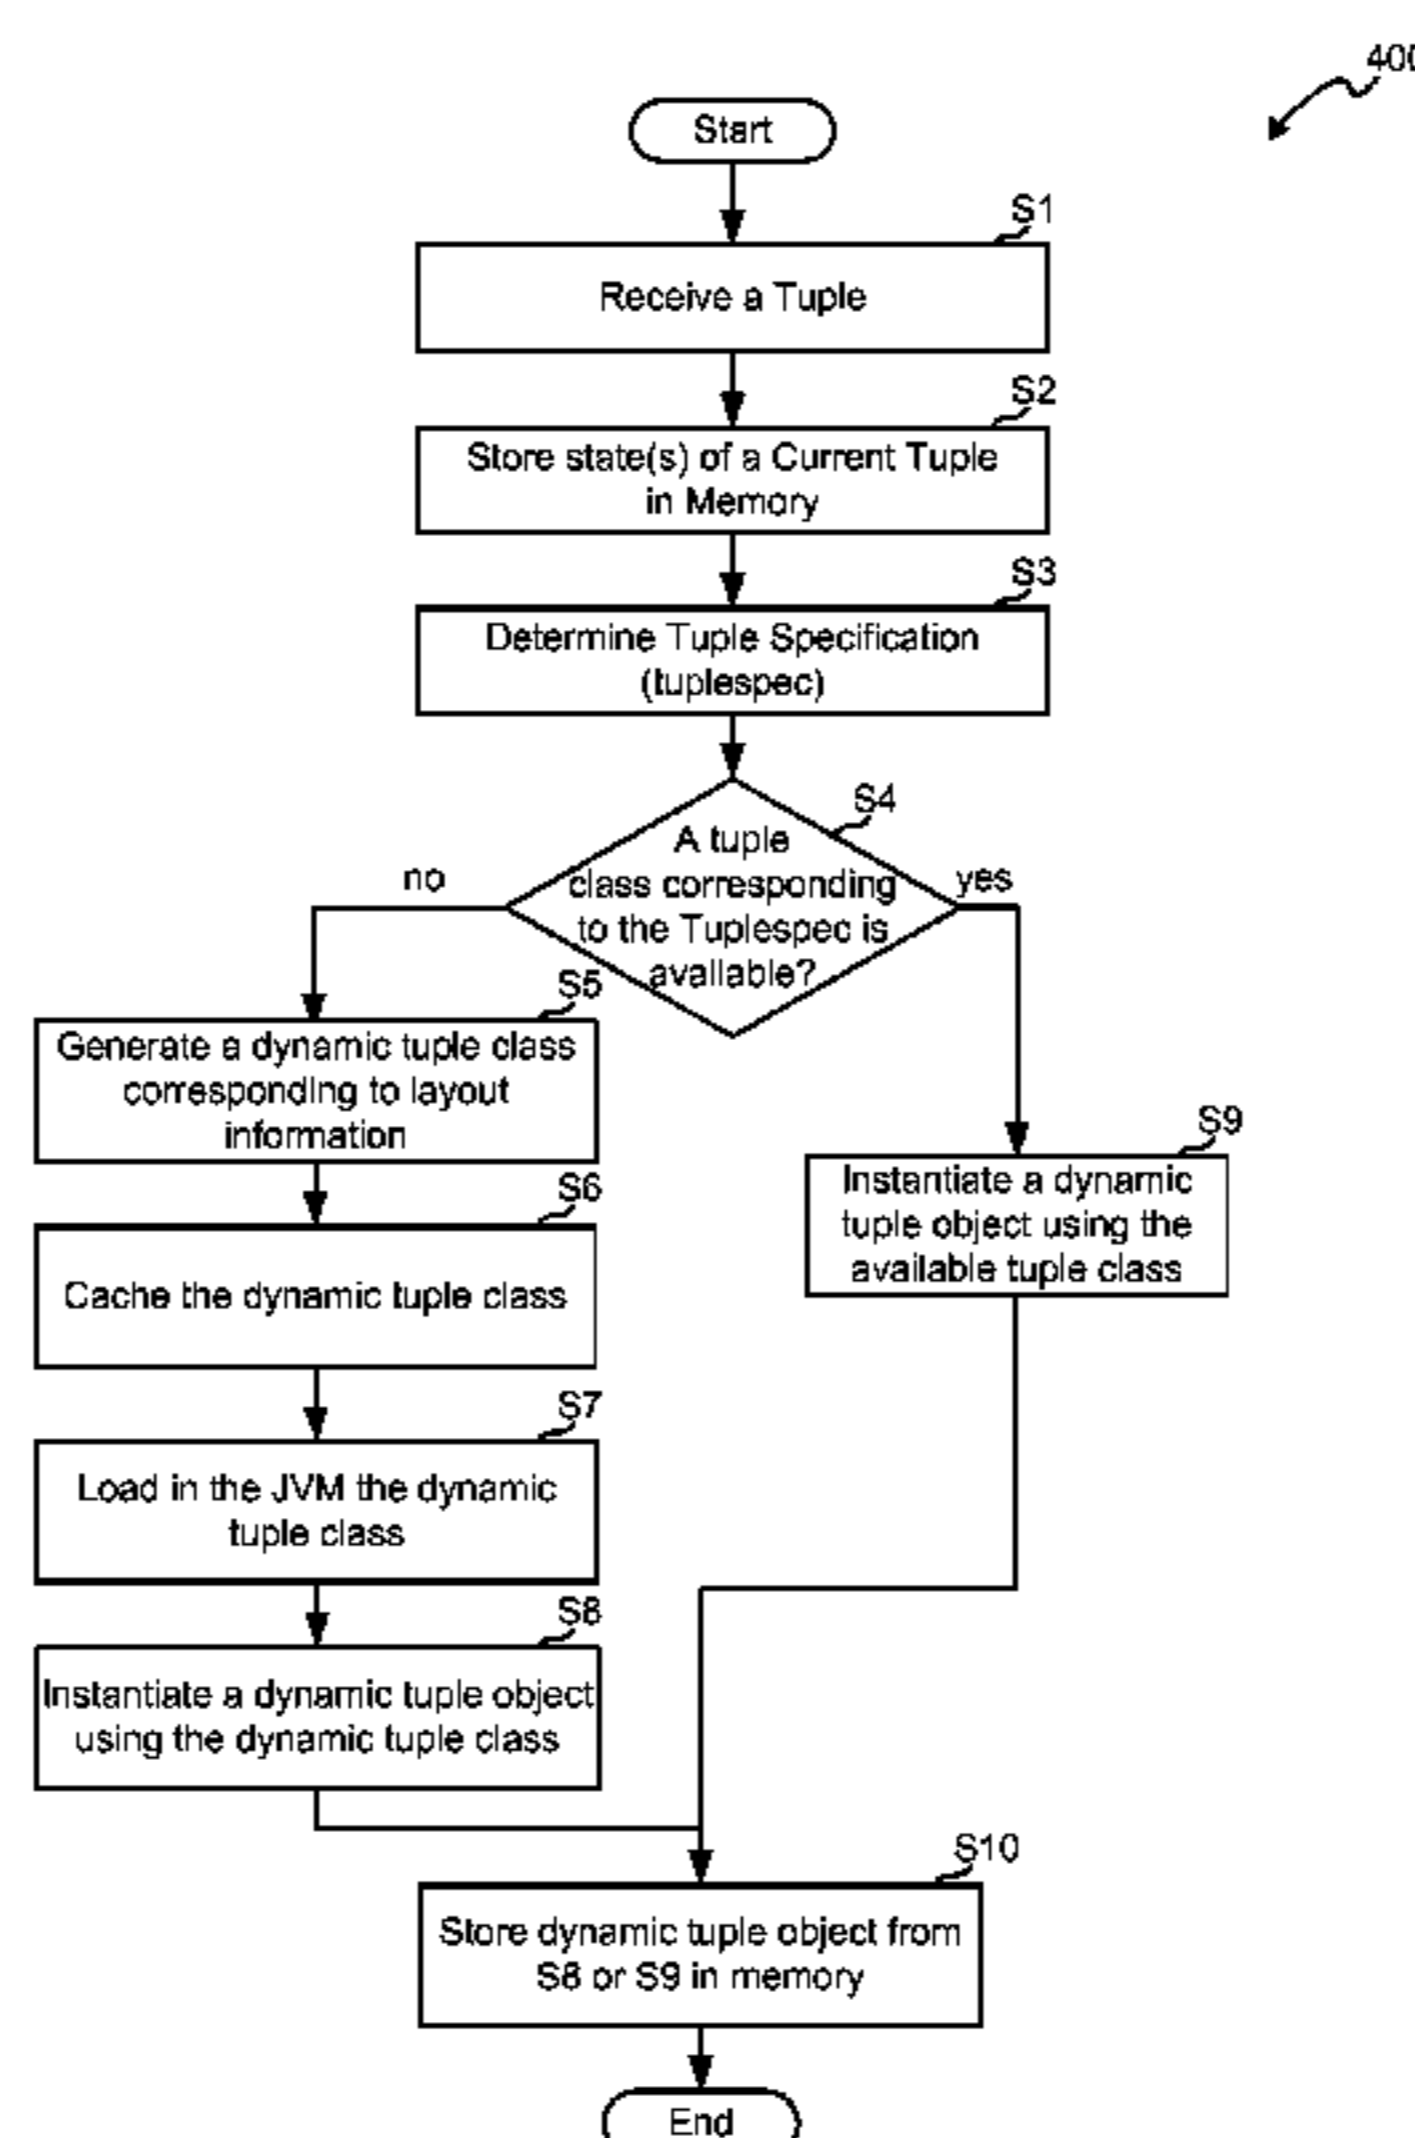 400
Start
S1
Receive a Tuple
S2
Store state(s) of a Current Tuple
in Memory
S3
Determine Tuple Specification
(tuplespec)
S4
A tuple
class corresponding
to the Tuplespec is
available?
no
yes
S5
Generate a dynamic tuple class
corresponding to layout
information
S6
Cache the dynamic tuple class
S7
Load in the JVM the dynamic
tuple class
S8
Instantiate a dynamic tuple object
using the dynamic tuple class
S9
Instantiate a dynamic
tuple object using the
available tuple class
S10
Store dynamic tuple object from
S8 or S9 in memory
End